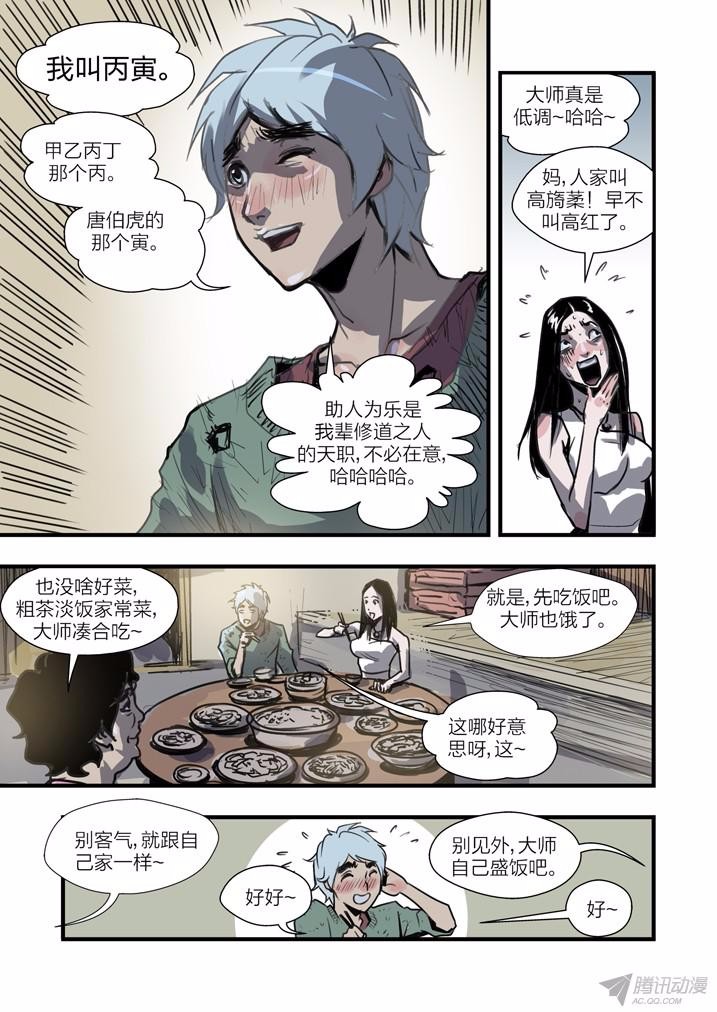 我叫丙寅。
甲乙丙丁
那个丙。
唐伯虎的
那个寅。
助人为乐是
我辈修道之人
的天职,不必在意,
哈哈哈哈。
大师真是
低调~哈哈~
妈,人家叫
高旖蕐！早不
叫高红了。
也没啥好菜,
粗茶淡饭家常菜,
大师凑合吃~
就是,先吃饭吧。
大师也饿了。
这哪好意
思呀,这~
别客气,就跟自
己家一样~
好好~
别见外,大师
自己盛饭吧。
好~
腾讯动漫
AC.QQ.COM